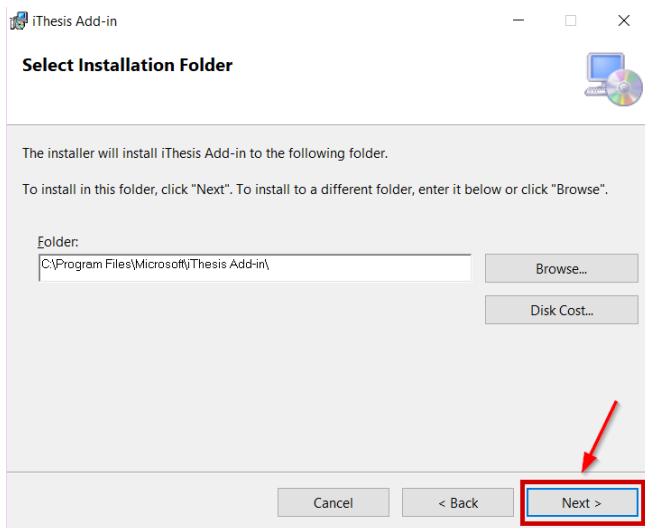 iThesis Add-in
Select Installation Folder
The installer will install iThesis Add-in to the following folder.
To install in this folder, click "Next". To install to a different folder, enter it below or click "Browse".
Folder:
C:\Program Files\Microsoft\iThesis Add-in\
Browse...
Disk Cost...
Cancel
< Back
Next >